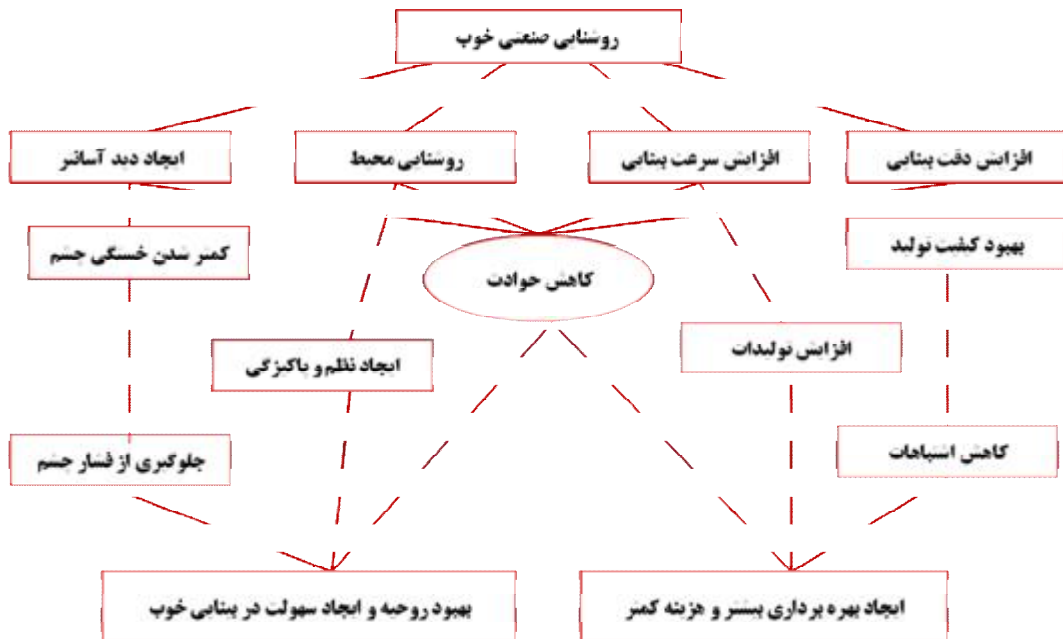 روشنایی صنعتی خوب
افزایش دقت بینایی
افزایش سرعت بینایی
روشنایی محیط
ایجاد دید آسانتر
بهبود کیفیت تولید
کمتر شدن خستگی چشم
کاهش حوادث
افزایش تولیدات
ایجاد نظم و پاکیزگی
کاهش اشتباهات
جلوگیری از فشار چشم
ایجاد بهره برداری بیشتر و هزینه کمتر
بهبود روحیه و ایجاد سهولت در بینایی خوب